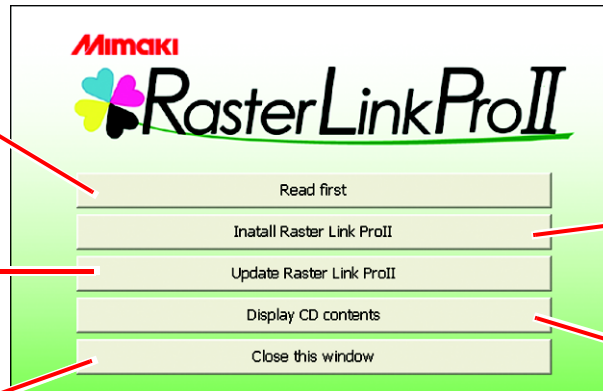 Mimaki
RasterLinkProII
Read first
Inatall Raster Link ProII
Update Raster Link ProII
Display CD contents
Close this window